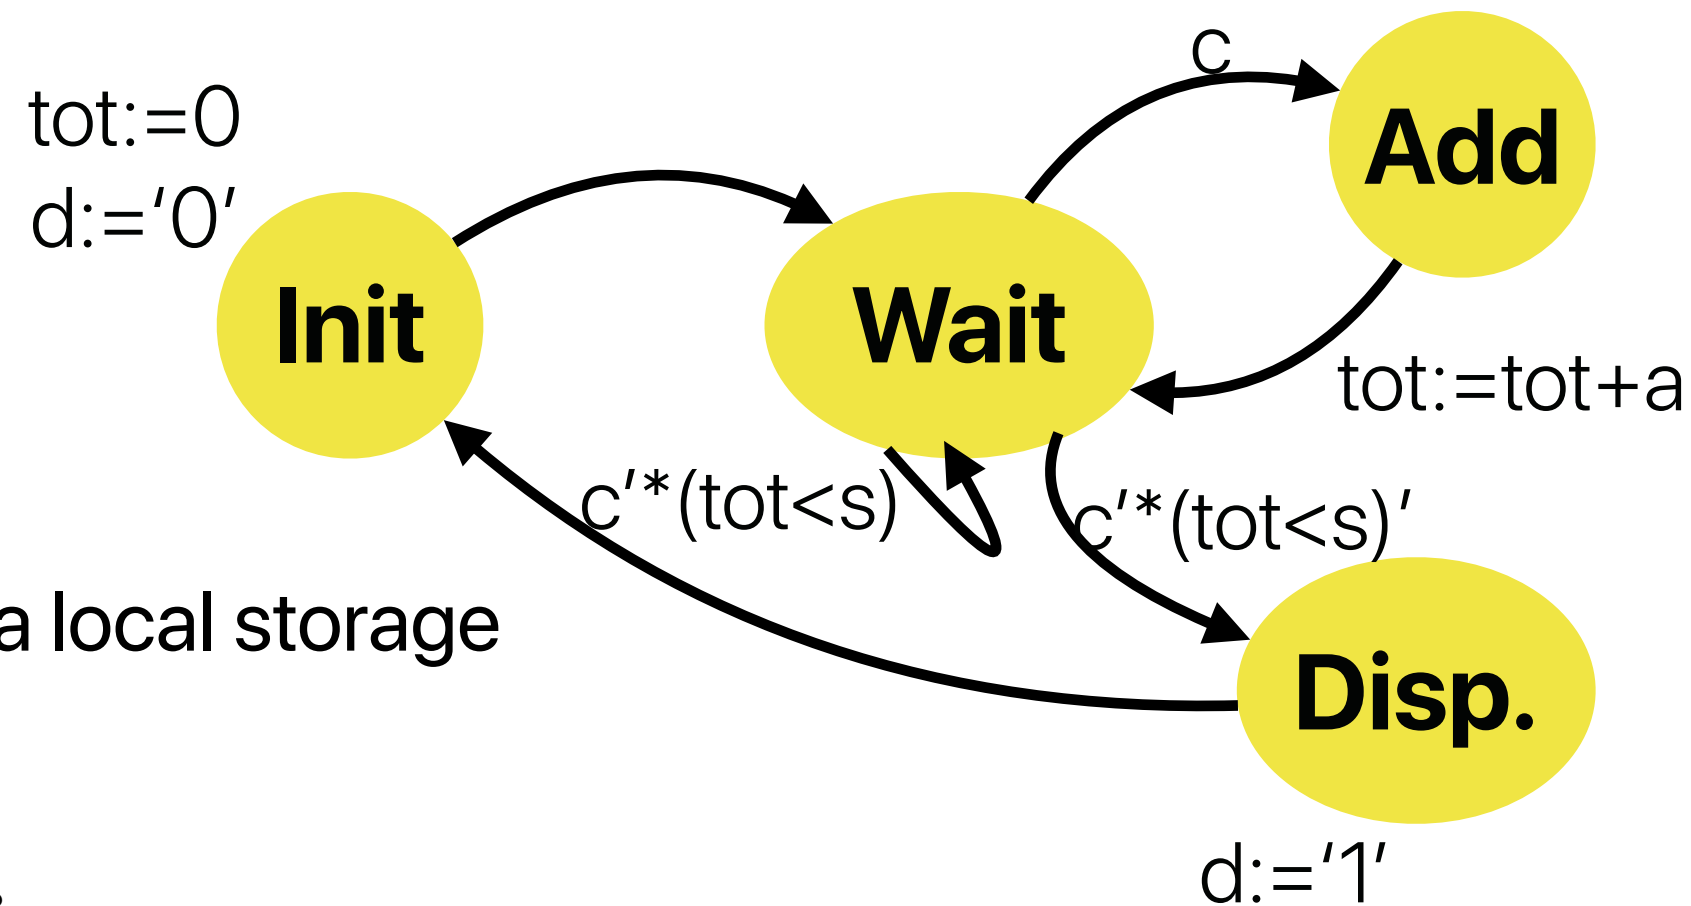 tot:=0
d:=‘0’
Init
Wait
c
Add
tot:=tot+a
c’*(tot<s)
c’*(tot<s)’
a local storage
Disp.
d:=‘1’